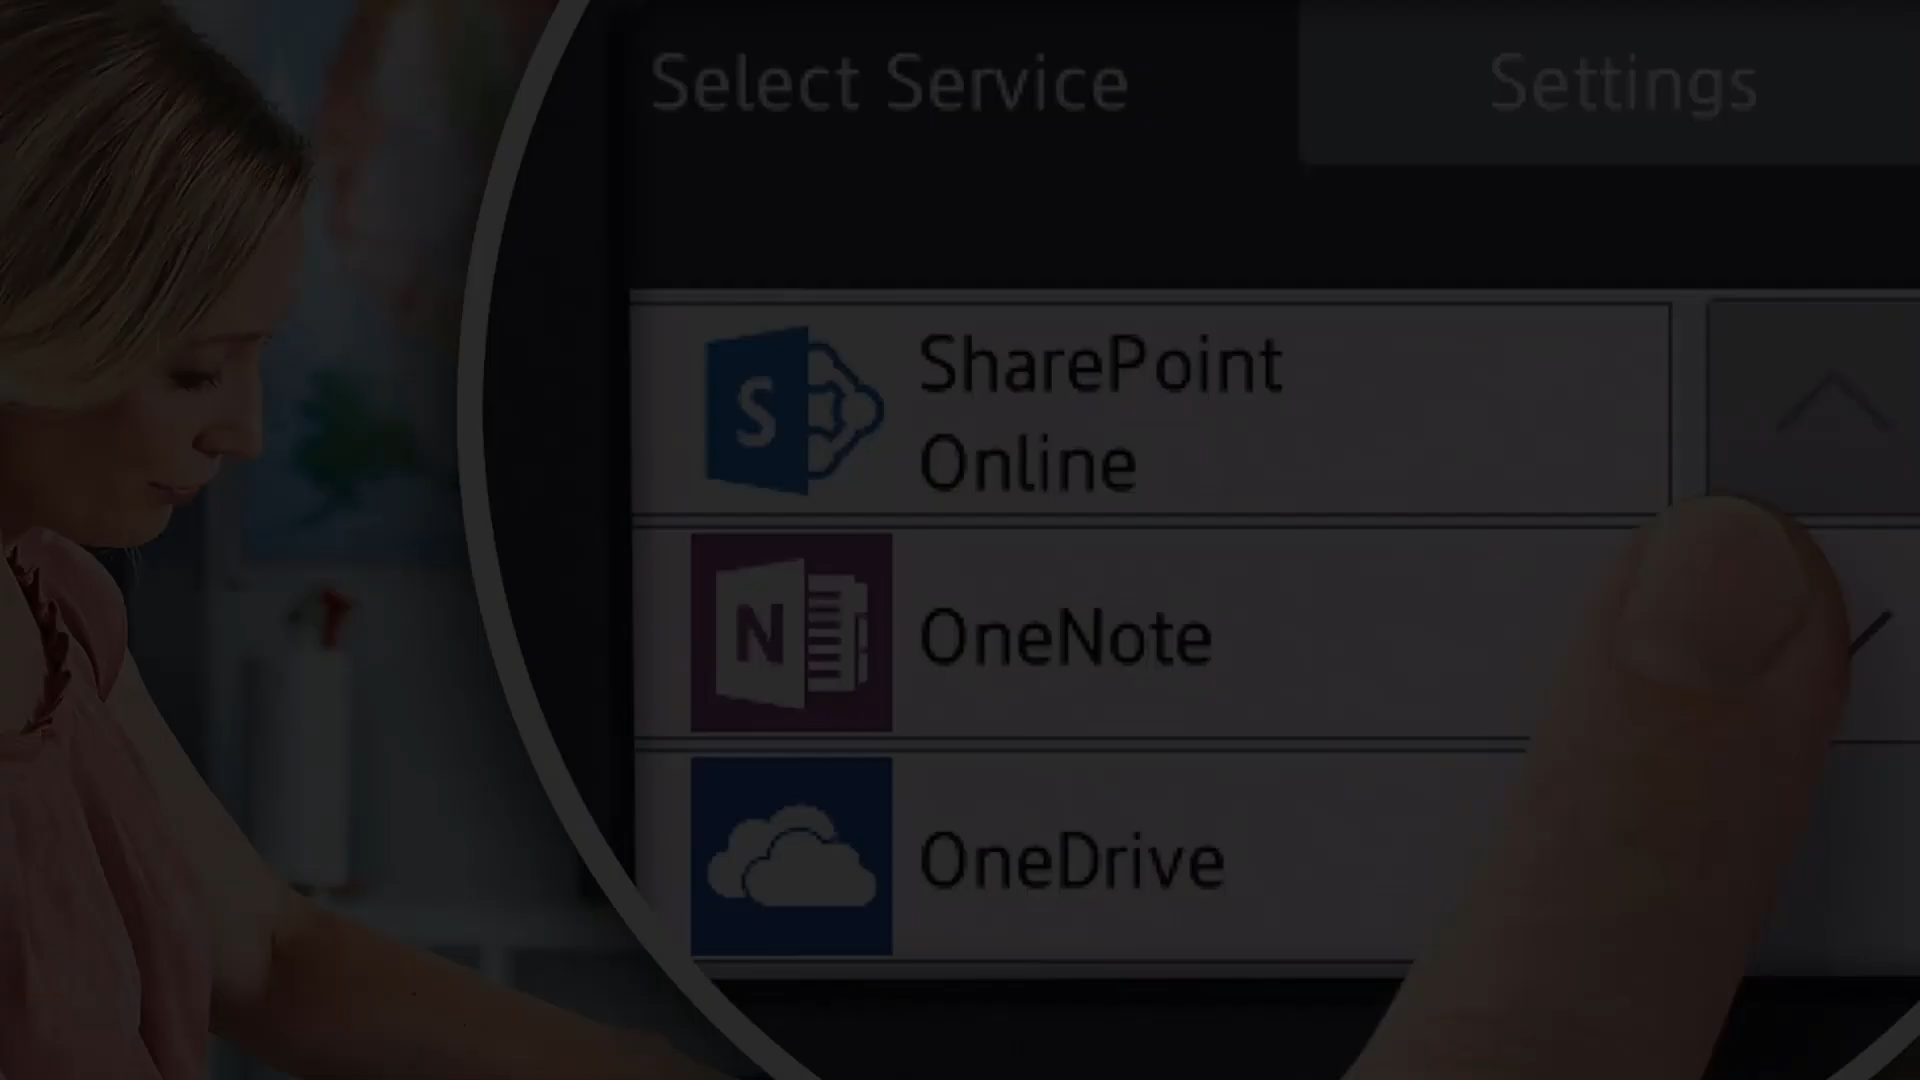 Select Service
Settings
S
SharePoint
Online
N
OneNote
OneDrive